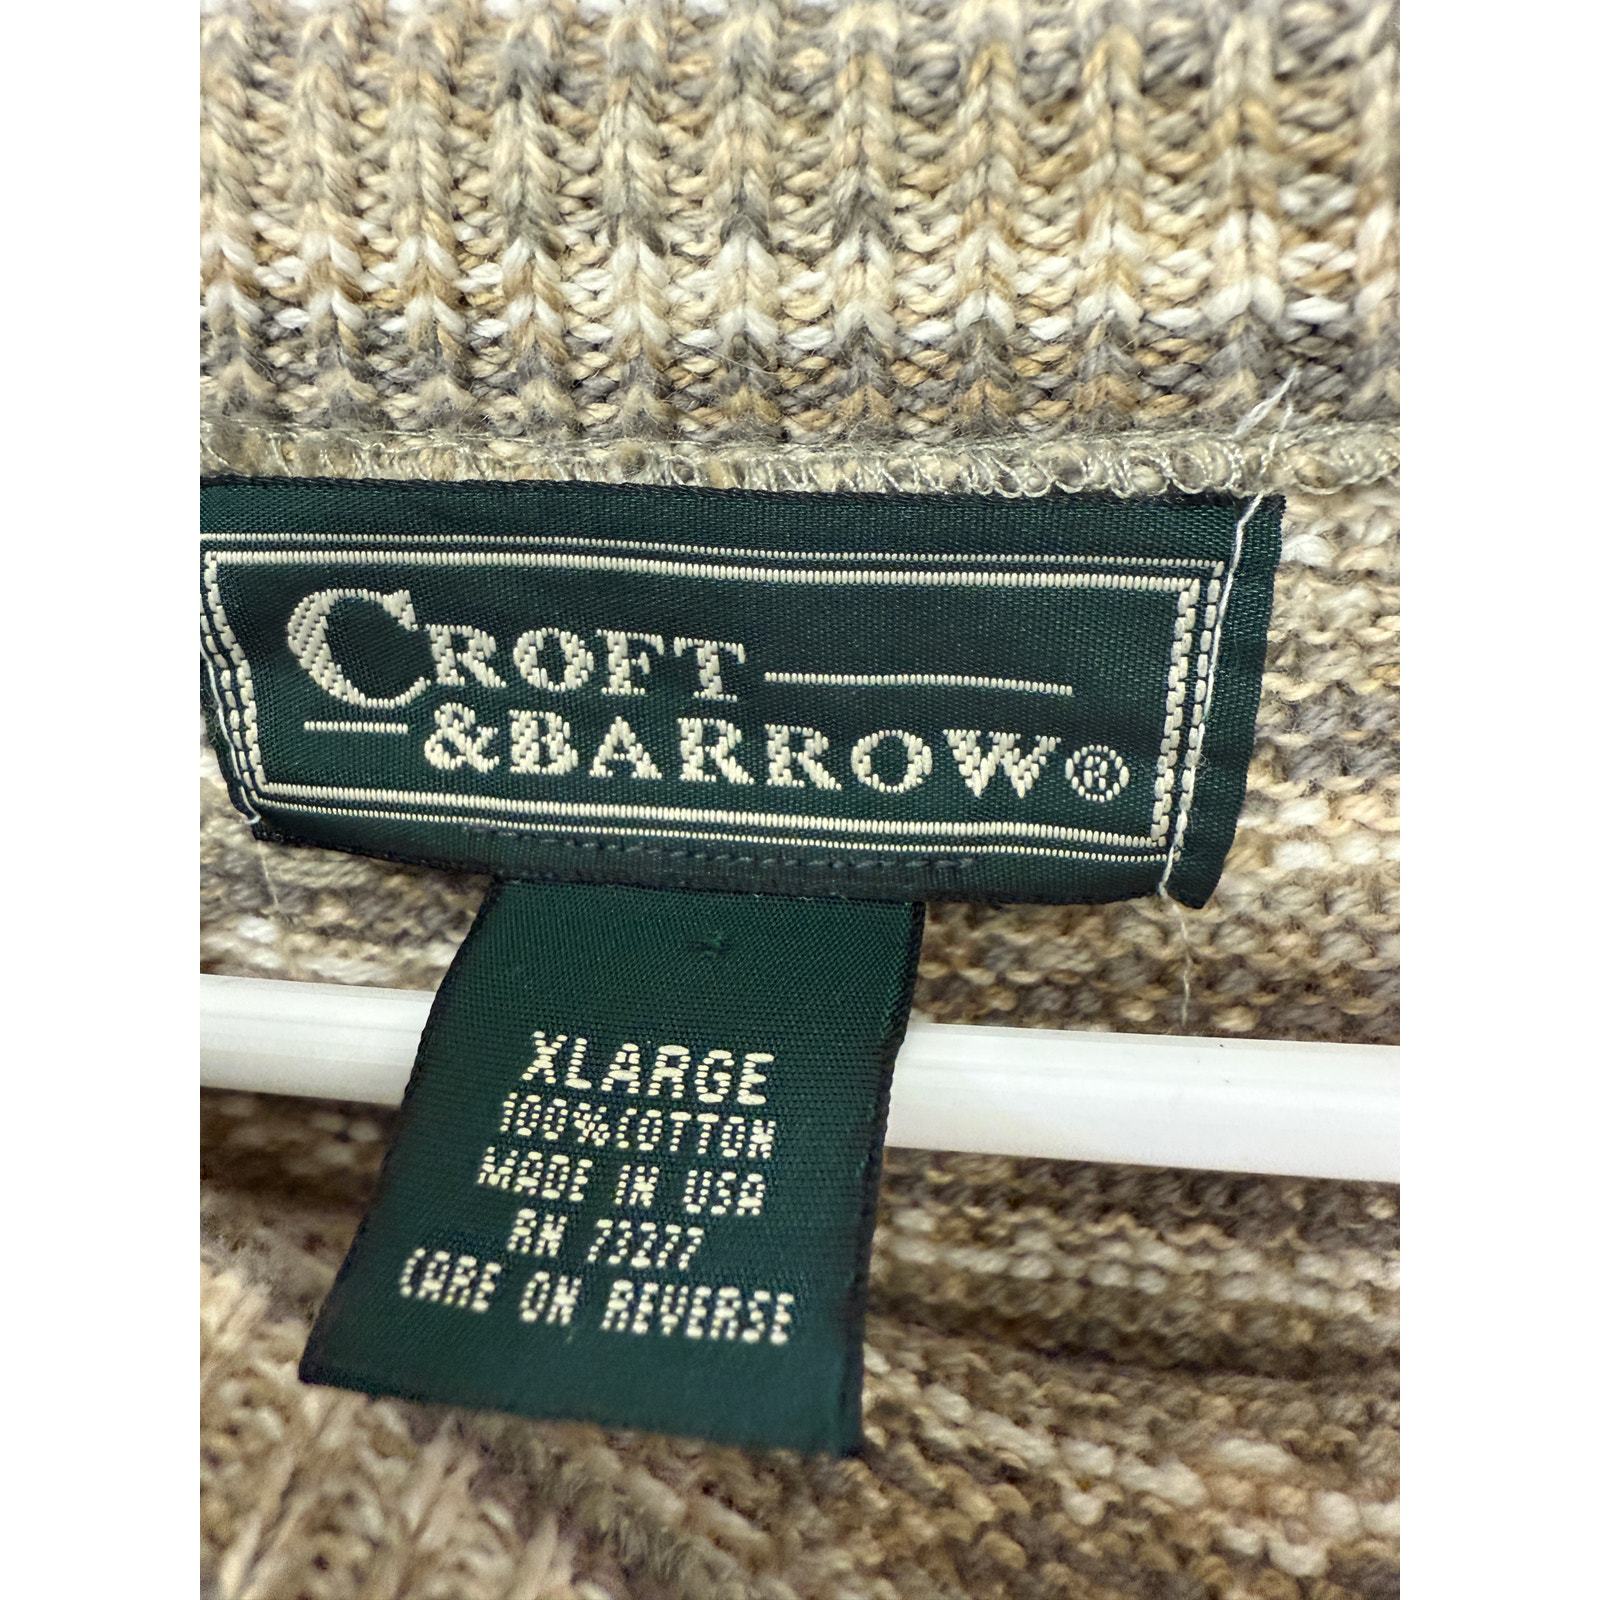 CROFT
&BARROW®
XLARGE
100%COTTON
MADE IN USA
RN 73277
CARE ON REVERSE